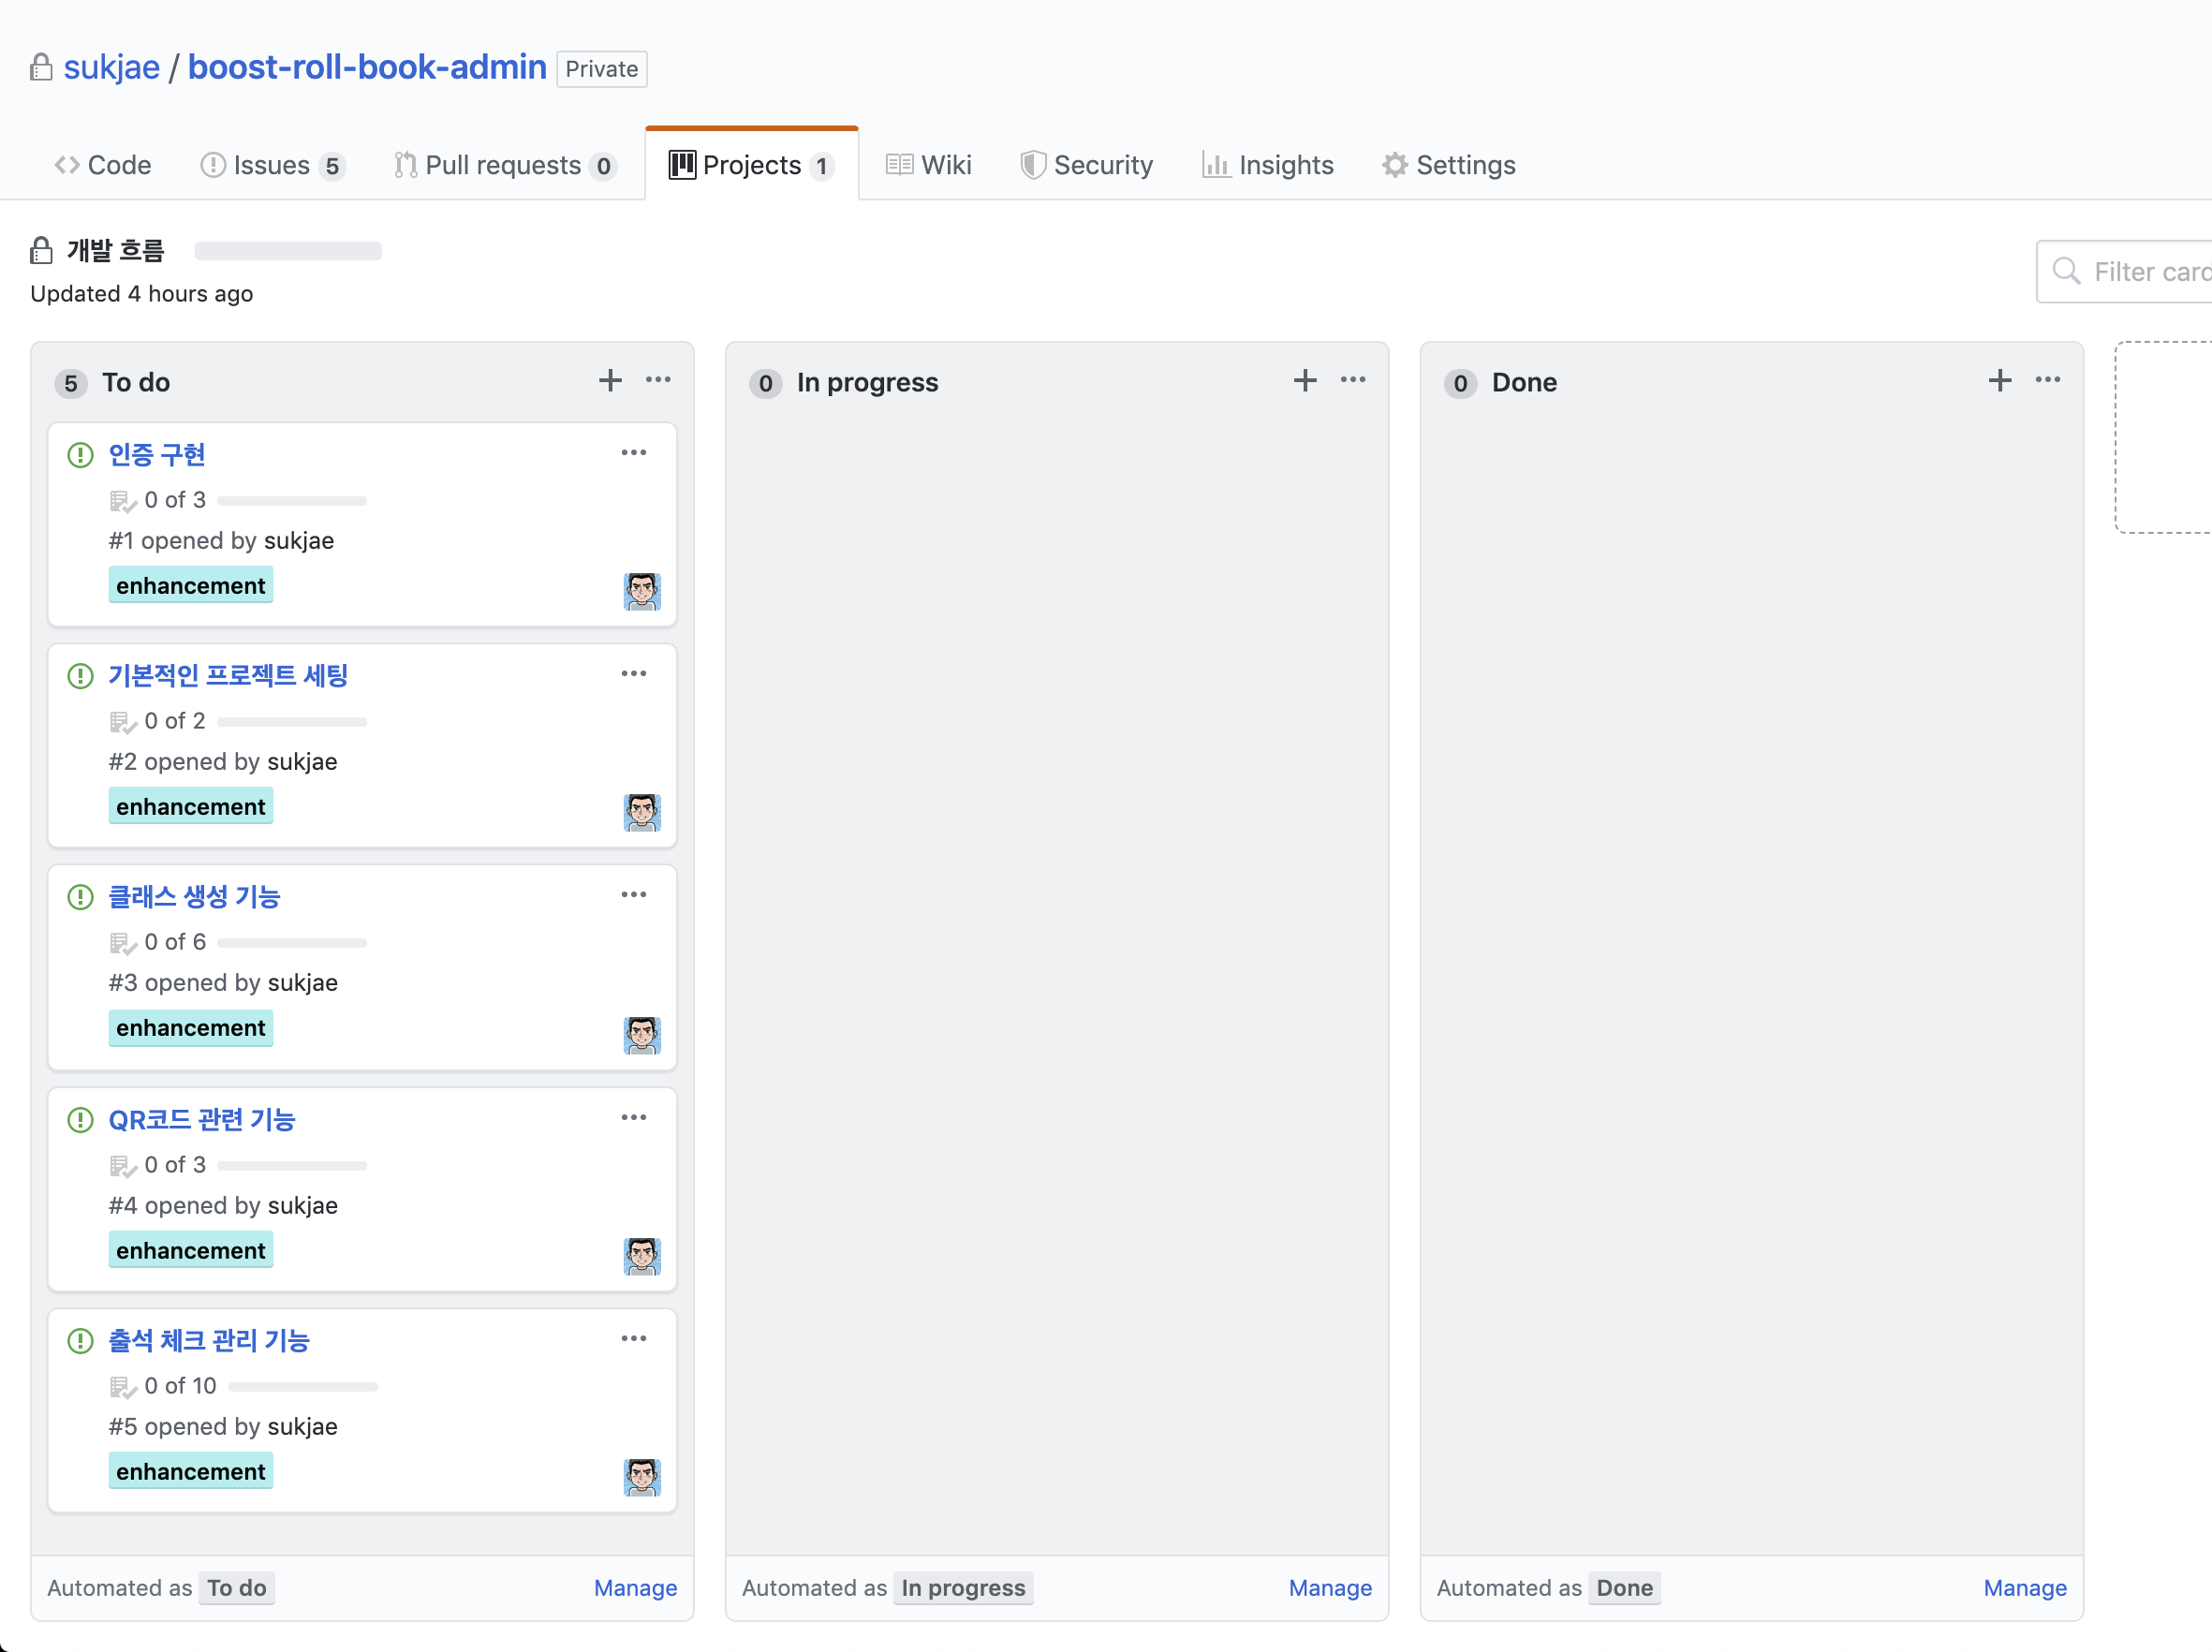 sukjae / boost-roll-book-admin Private
Code Issues 5 Pull requests 0 Projects 1 Wiki Security Insights Settings
개발 흐름
Updated 4 hours ago
Filter card
5 To do
인증 구현
0 of 3
#1 opened by sukjae
enhancement
기본적인 프로젝트 세팅
0 of 2
#2 opened by sukjae
enhancement
클래스 생성 기능
0 of 6
#3 opened by sukjae
enhancement
QR코드 관련 기능
0 of 3
#4 opened by sukjae
enhancement
출석 체크 관리 기능
0 of 10
#5 opened by sukjae
enhancement
Automated as To do Manage
0 In progress
Automated as In progress Manage
0 Done
Automated as Done Manage